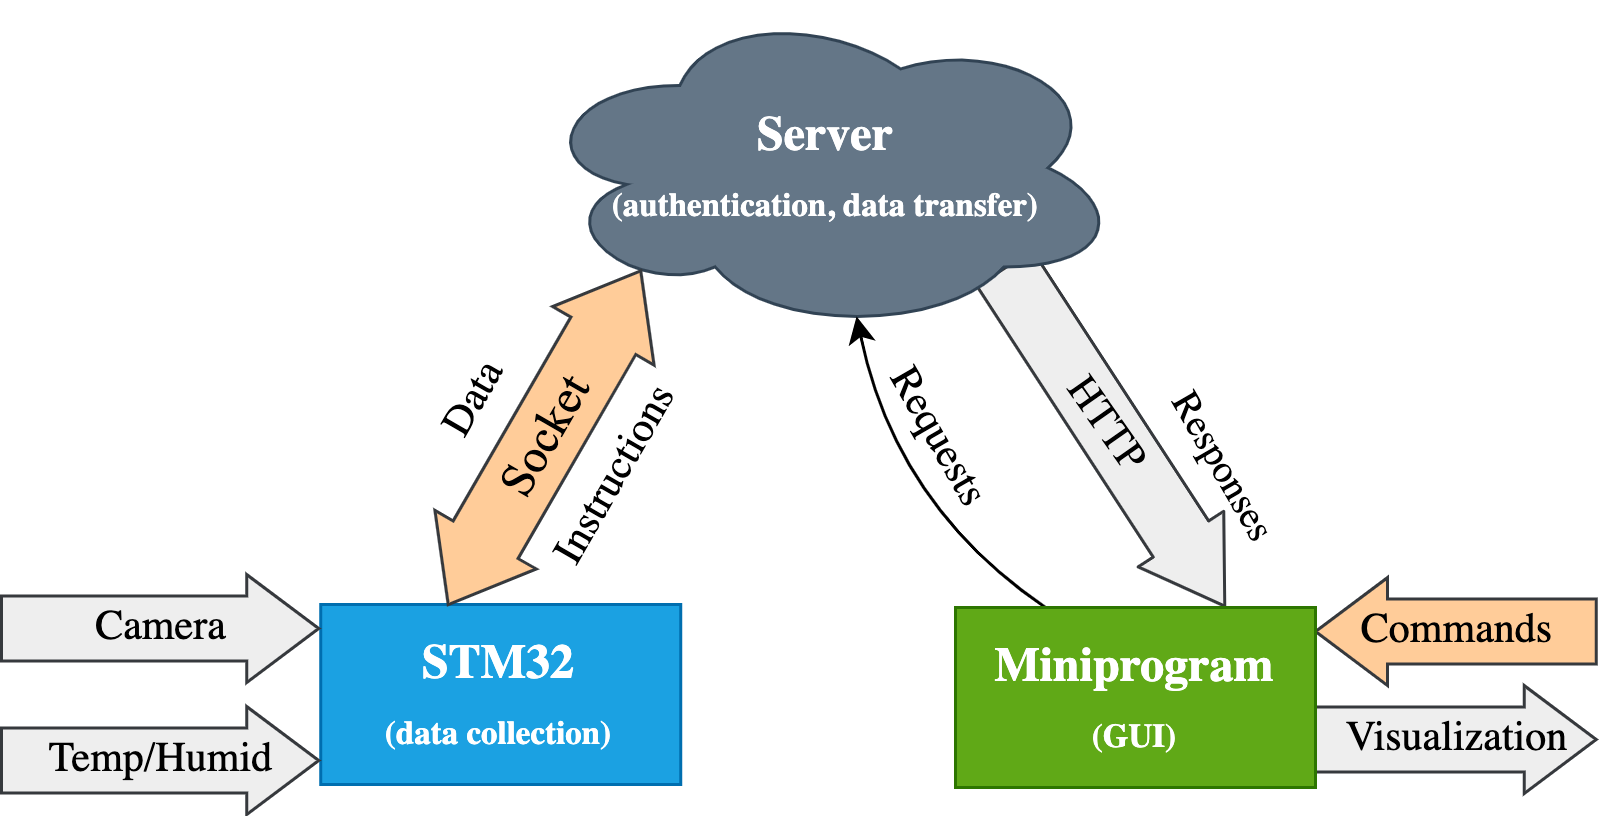 Server
(authentication, data transfer)
Data
Socket
Instructions
Requests
HTTP
Responses
Camera
Temp/Humid
STM32
(data collection)
Miniprogram
(GUI)
Commands
Visualization